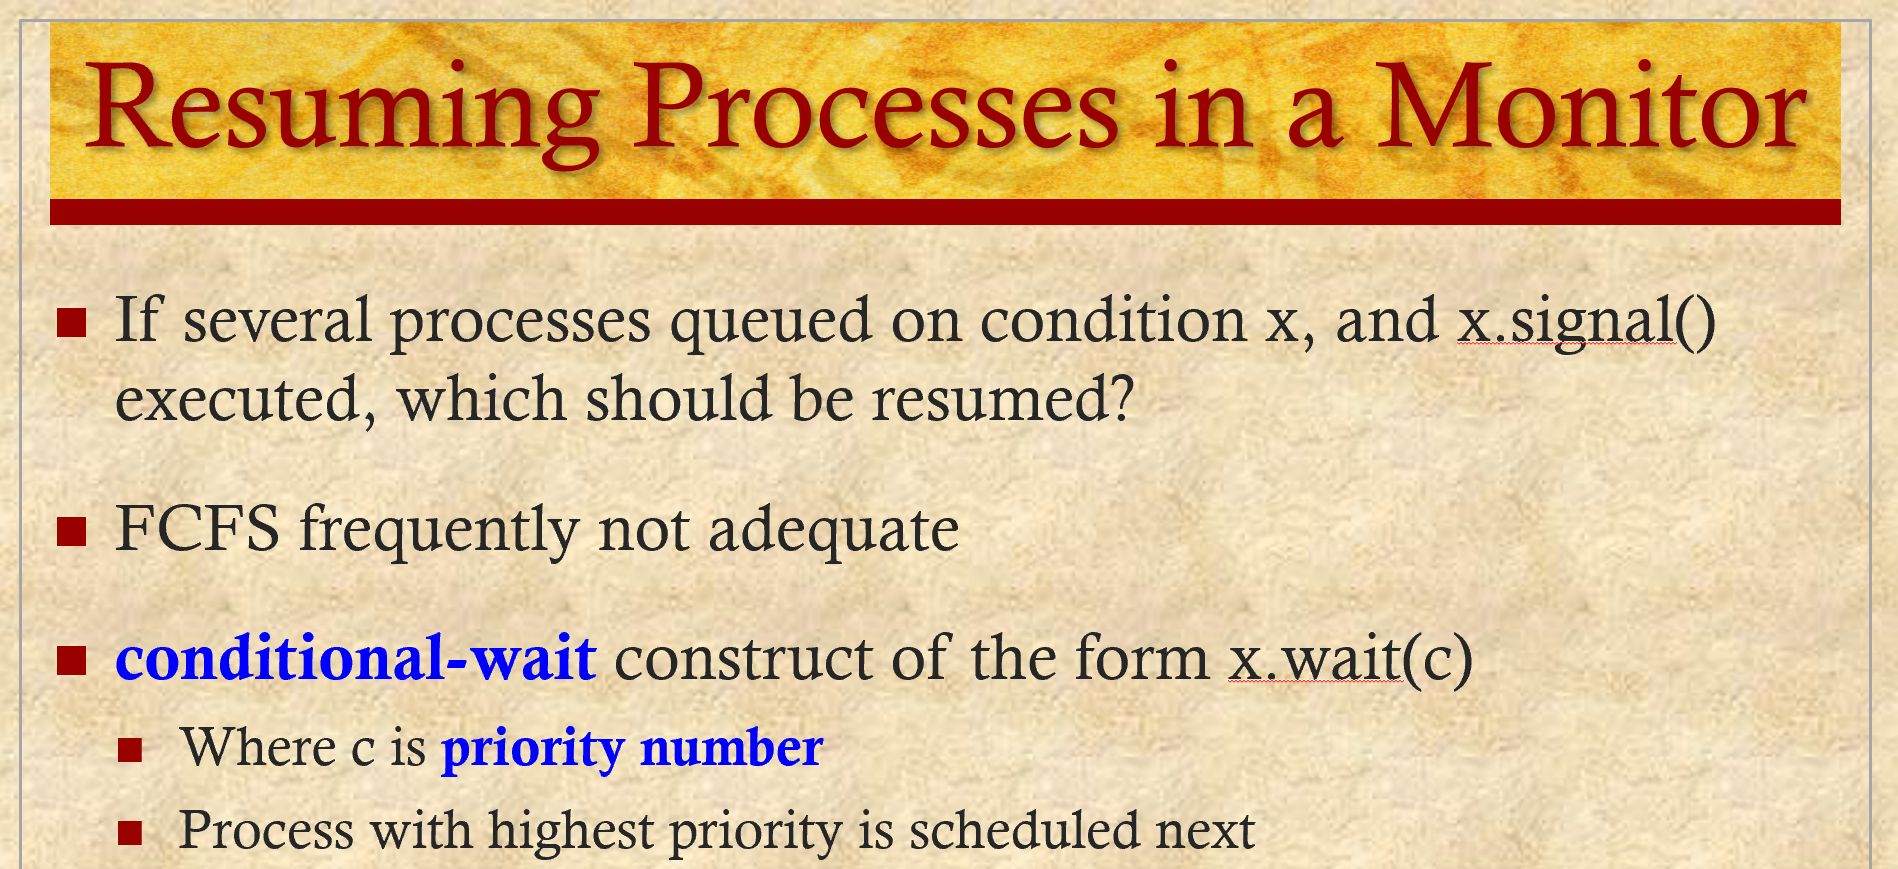 Resuming Processes in a Monitor
If several processes queued on condition x, and x.signal()
executed, which should be resumed?
FCFS frequently not adequate
conditional-wait construct of the form x.wait(c)
Where c is priority number
Process with highest priority is scheduled next